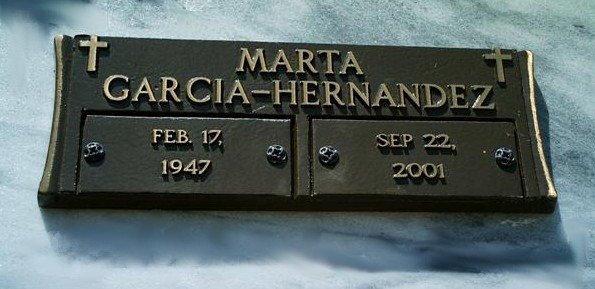 MARTA
GARCIA-HERNANDEZ
FEB. 17,
1947
SEP 22,
2001